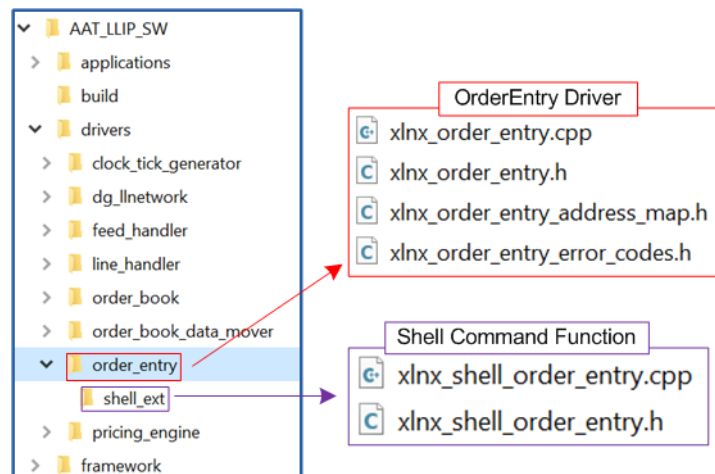 AAT_LLIP_SW
applications
build
drivers
clock_tick_generator
dg_llnetwork
feed_handler
line_handler
order_book
order_book_data_mover
order_entry
shell_ext
pricing_engine
framework
OrderEntry Driver
xlnx_order_entry.cpp
xlnx_order_entry.h
xlnx_order_entry_address_map.h
xlnx_order_entry_error_codes.h
Shell Command Function
xlnx_shell_order_entry.cpp
xlnx_shell_order_entry.h